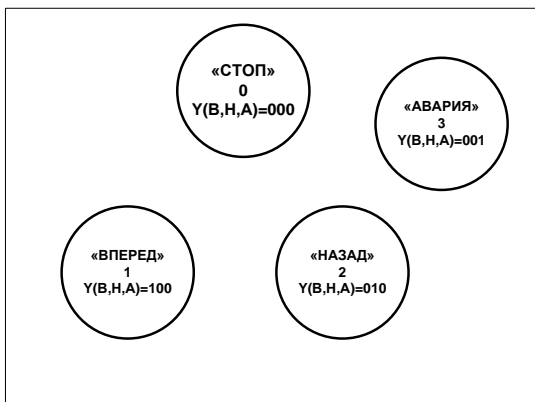 «СТОП»
0
Y(В,Н,А)=000
«АВАРИЯ»
3
Y(В,Н,А)=001
«ВПЕРЕД»
1
Y(В,Н,А)=100
«НАЗАД»
2
Y(В,Н,А)=010